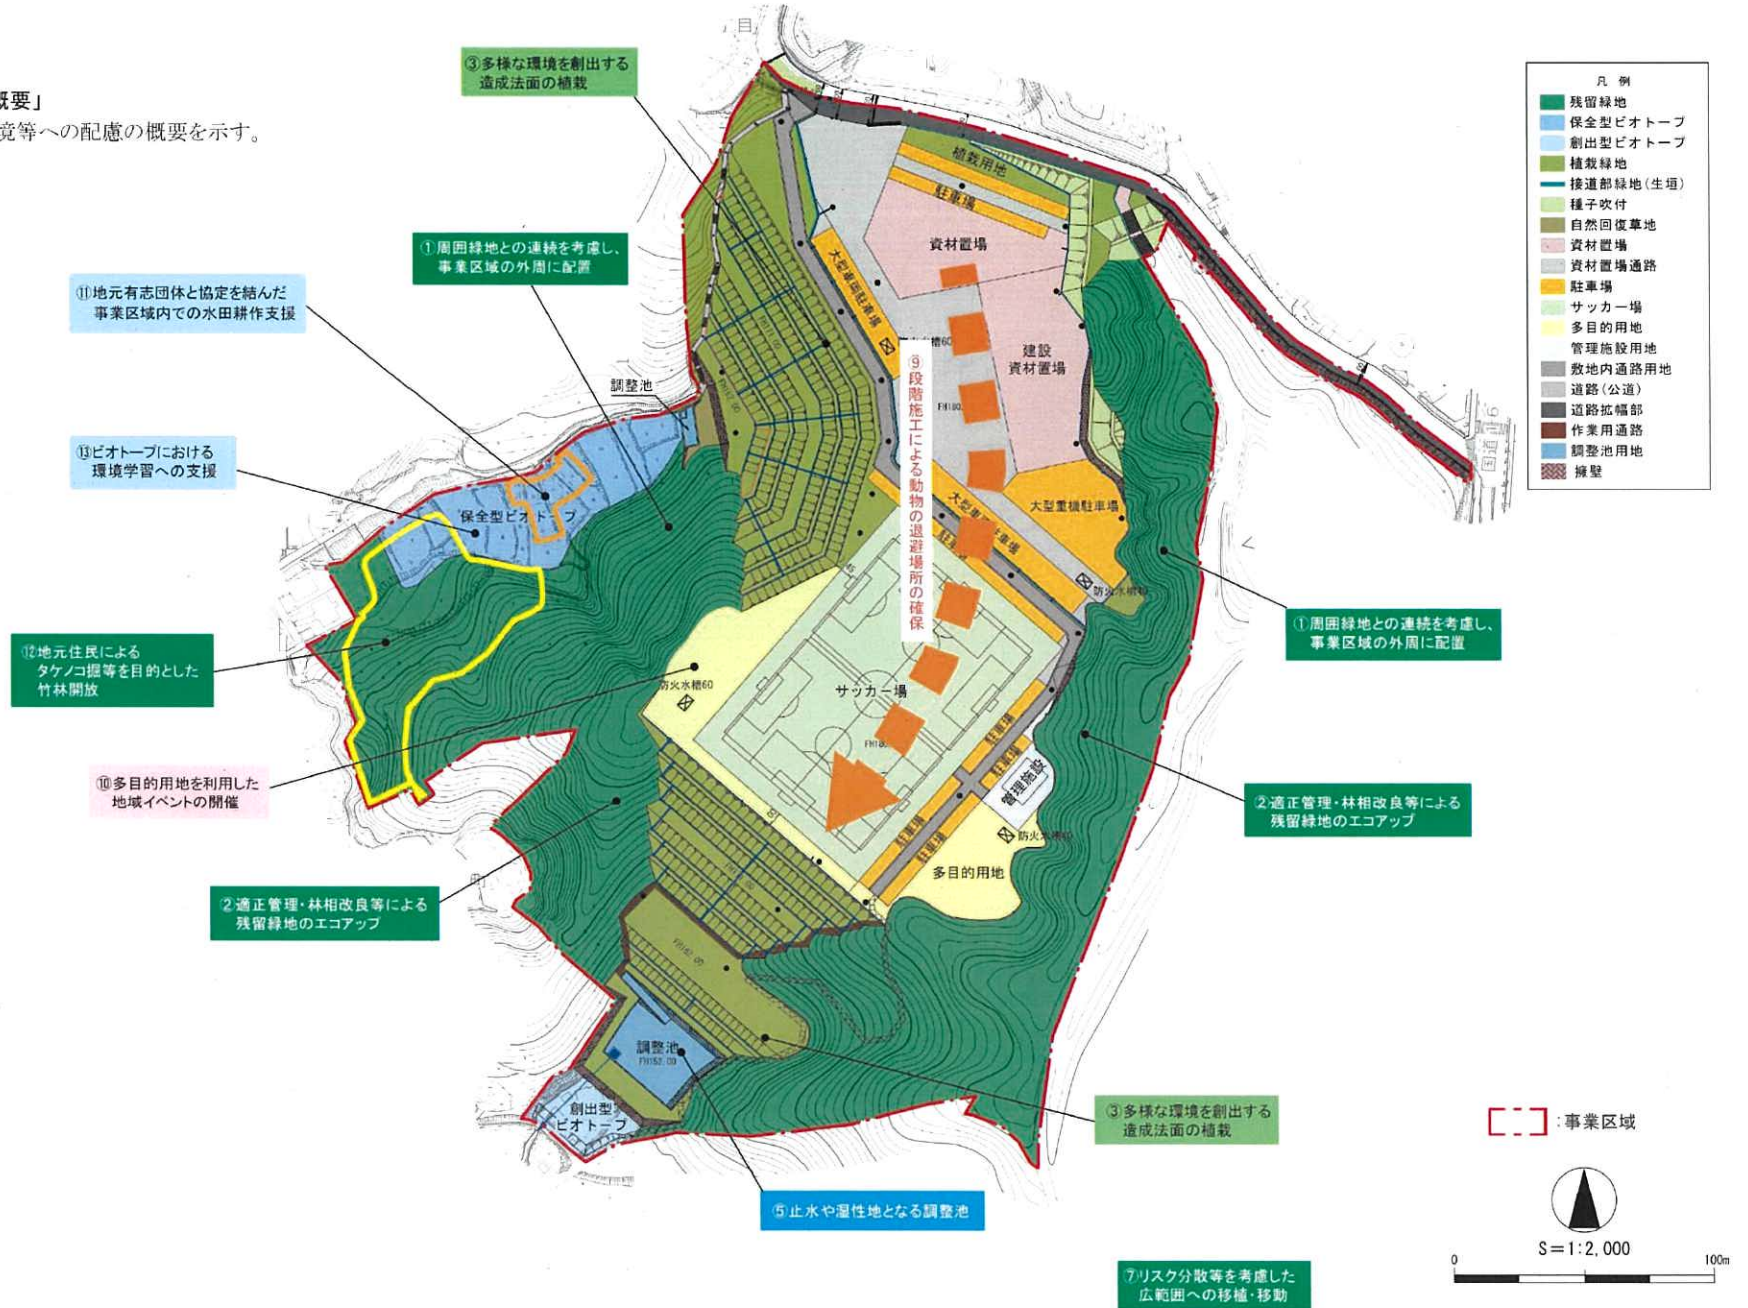 概要」
境等への配慮の概要を示す。
③多様な環境を創出する
造成法面の植栽
①周囲緑地との連続を考慮し、
事業区域の外周に配置
⑪地元有志団体と協定を結んだ
事業区域内での水田耕作支援
⑬ビオトープにおける
環境学習への支援
⑫地元住民による
タケノコ掘等を目的とした
竹林開放
⑩多目的用地を利用した
地域イベントの開催
②適正管理・林相改良等による
残留緑地のエコアップ
調整池
保全型ビオトープ
植栽用地
駐車場
資材置場
大型車両駐車場
建設
資材置場
⑨段階施工による動物の退避場所の確保
大型重機駐車場
防火水槽60
サッカー場
駐車場
駐車場
管理施設
駐車場
駐車場
多目的用地
調整池
FH152.00
創出型
ビオトープ
①周囲緑地との連続を考慮し、
事業区域の外周に配置
②適正管理・林相改良等による
残留緑地のエコアップ
③多様な環境を創出する
造成法面の植栽
⑤止水や湿性地となる調整池
⑦リスク分散等を考慮した
広範囲への移植・移動
凡例
残留緑地
保全型ビオトープ
創出型ビオトープ
植栽緑地
接道部緑地(生垣)
種子吹付
自然回復草地
資材置場
資材置場通路
駐車場
サッカー場
多目的用地
管理施設用地
敷地内通路用地
道路(公道)
道路拡幅部
作業用通路
調整池用地
擁壁
:事業区域
S=1:2,000
0 100m